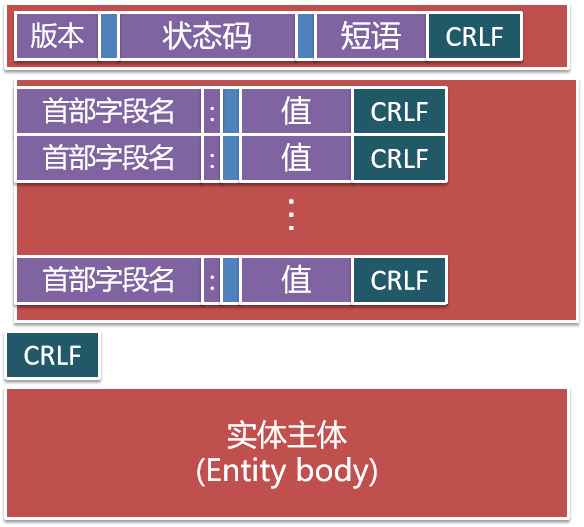 版本 状态码 短语 CRLF
首部字段名 : 值 CRLF
首部字段名 : 值 CRLF
⋮
首部字段名 : 值 CRLF
CRLF
实体主体
(Entity body)